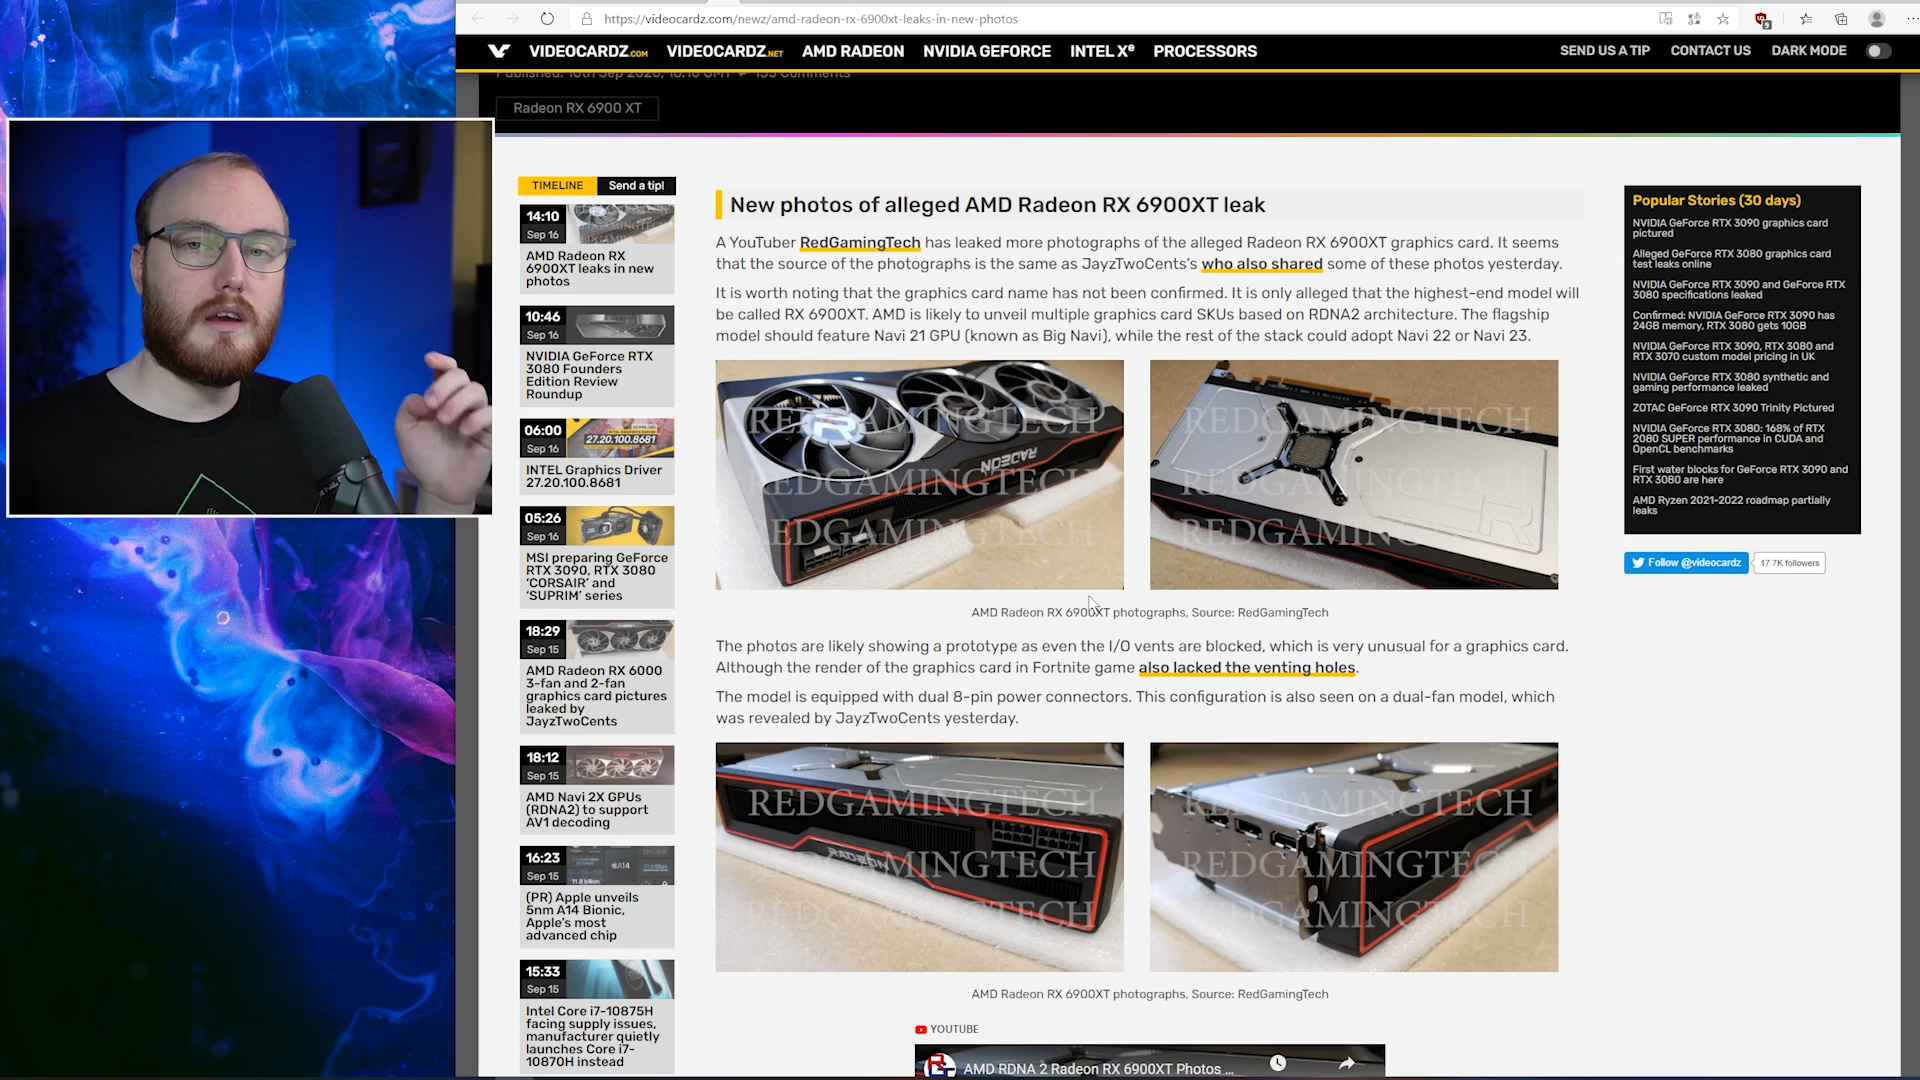 https://videocardz.com/newz/amd-radeon-rx-6900xt-leaks-in-new-photos
VIDEOCARDZ.COM VIDEOCARDZ.NET AMD RADEON NVIDIA GEFORCE INTEL Xe PROCESSORS
SEND US A TIP CONTACT US DARK MODE
Radeon RX 6900 XT
TIMELINE Send a tip!
14:10
Sep 16
AMD Radeon RX
6900XT leaks in new
photos
10:46
Sep 16
NVIDIA GeForce RTX
3080 Founders
Edition Review
Roundup
06:00
Sep 16
27.20.100.8681
INTEL Graphics Driver
27.20.100.8681
05:26
Sep 16
MSI preparing GeForce
RTX 3090, RTX 3080
‘CORSAIR’ and
‘SUPRIM’ series
18:29
Sep 15
AMD Radeon RX 6000
3-fan and 2-fan
graphics card pictures
leaked by
JayzTwoCents
18:12
Sep 15
AMD Navi 2X GPUs
(RDNA2) to support
AV1 decoding
16:23
Sep 15
A14
11.8 billion
(PR) Apple unveils
5nm A14 Bionic,
Apple’s most
advanced chip
15:33
Sep 15
Intel Core i7-10875H
facing supply issues,
manufacturer quietly
launches Core i7-
10870H instead
New photos of alleged AMD Radeon RX 6900XT leak
A YouTuber RedGamingTech has leaked more photographs of the alleged Radeon RX 6900XT graphics card. It seems
that the source of the photographs is the same as JayzTwoCents’s who also shared some of these photos yesterday.
It is worth noting that the graphics card name has not been confirmed. It is only alleged that the highest-end model will
be called RX 6900XT. AMD is likely to unveil multiple graphics card SKUs based on RDNA2 architecture. The flagship
model should feature Navi 21 GPU (known as Big Navi), while the rest of the stack could adopt Navi 22 or Navi 23.
REDGAMINGTECH
REDGAMINGTECH
REDGAMINGTECH
RADEON
R
REDGAMINGTECH
REDGAMINGTECH
REDGAMINGTECH
R
AMD Radeon RX 6900XT photographs, Source: RedGamingTech
The photos are likely showing a prototype as even the I/O vents are blocked, which is very unusual for a graphics card.
Although the render of the graphics card in Fortnite game also lacked the venting holes.
The model is equipped with dual 8-pin power connectors. This configuration is also seen on a dual-fan model, which
was revealed by JayzTwoCents yesterday.
REDGAMINGTECH
REDGAMINGTECH
REDGAMINGTECH
RADEON
REDGAMINGTECH
REDGAMINGTECH
REDGAMINGTECH
AMD Radeon RX 6900XT photographs, Source: RedGamingTech
YOUTUBE
AMD RDNA 2 Radeon RX 6900XT Photos ...
Popular Stories (30 days)
NVIDIA GeForce RTX 3090 graphics card
pictured
Alleged GeForce RTX 3080 graphics card
test leaks online
NVIDIA GeForce RTX 3090 and GeForce RTX
3080 specifications leaked
Confirmed: NVIDIA GeForce RTX 3090 has
24GB memory, RTX 3080 gets 10GB
NVIDIA GeForce RTX 3090, RTX 3080 and
RTX 3070 custom model pricing in UK
NVIDIA GeForce RTX 3080 synthetic and
gaming performance leaked
ZOTAC GeForce RTX 3090 Trinity Pictured
NVIDIA GeForce RTX 3080: 168% of RTX
2080 SUPER performance in CUDA and
OpenCL benchmarks
First water blocks for GeForce RTX 3090 and
RTX 3080 are here
AMD Ryzen 2021-2022 roadmap partially
leaks
Follow @videocardz 17.7K followers